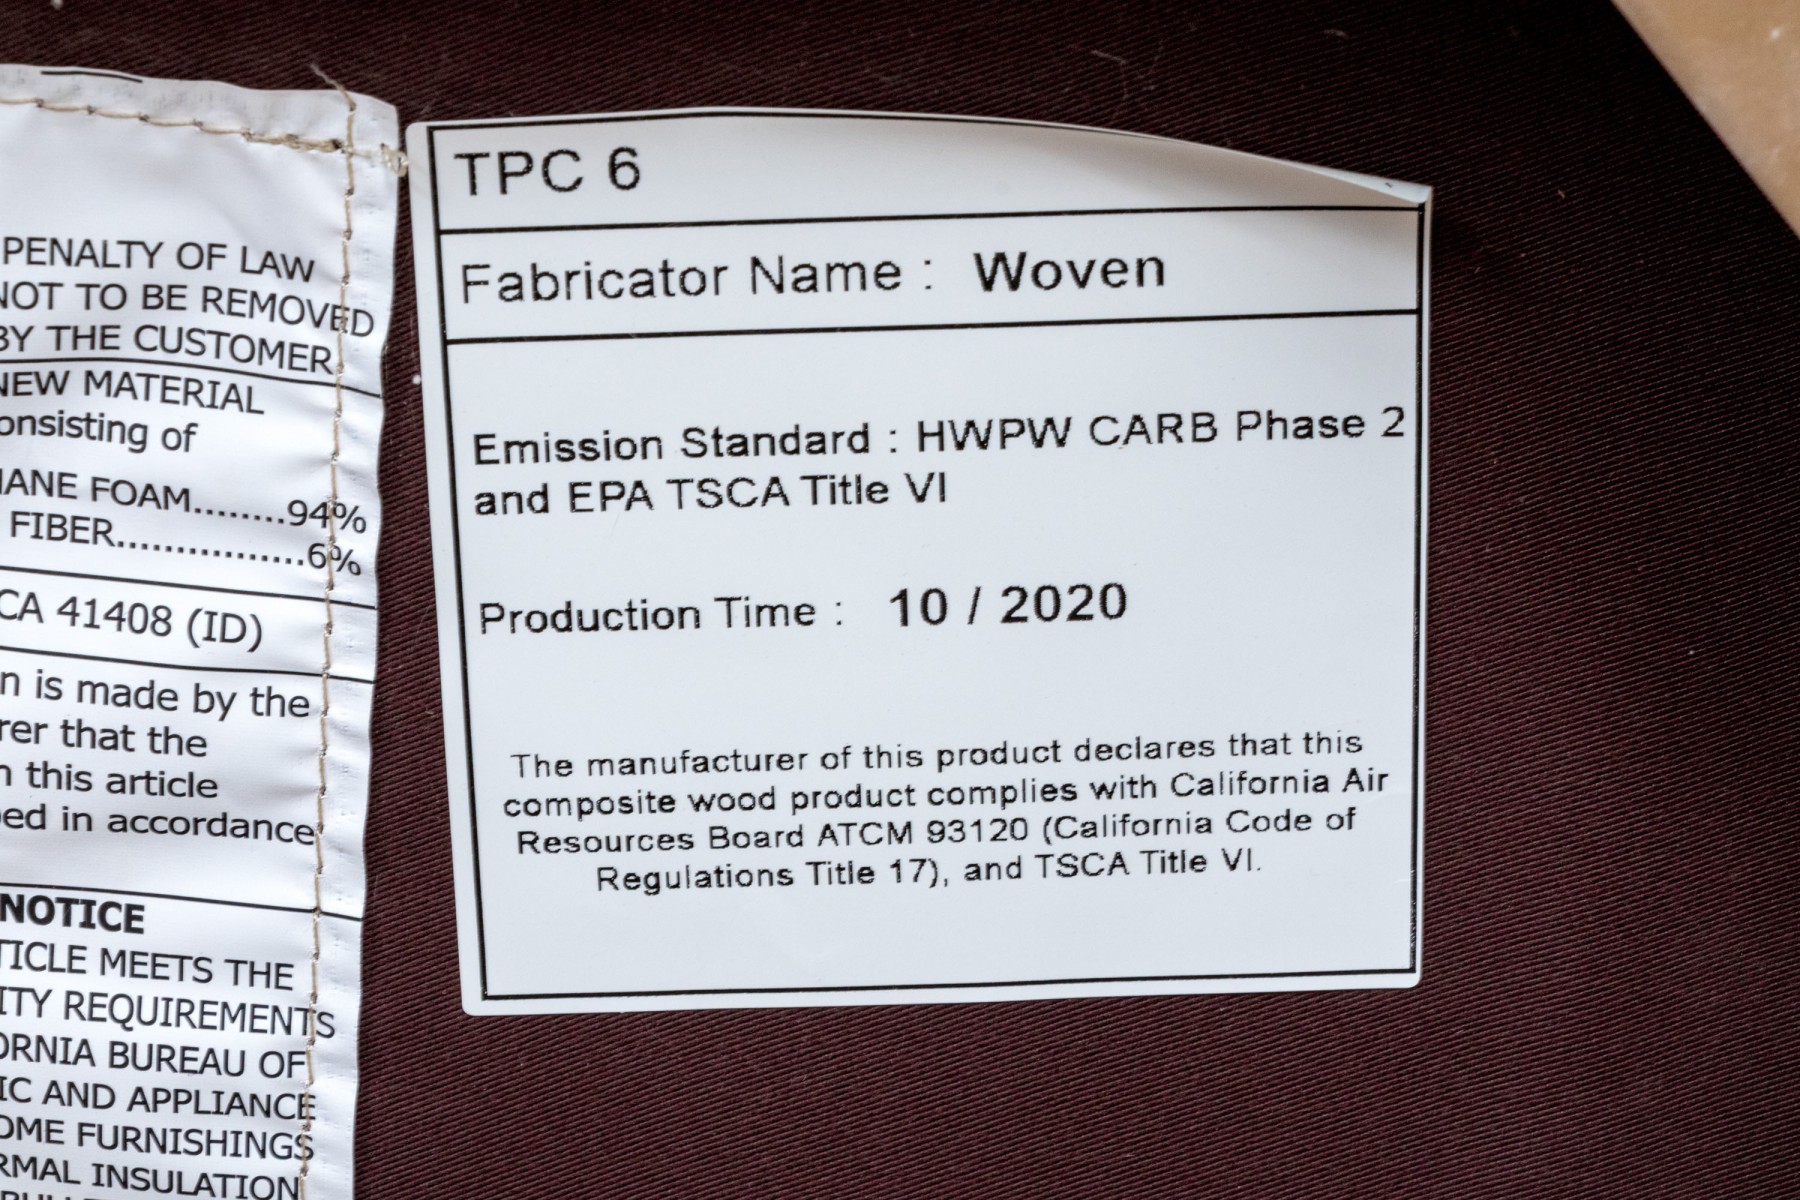 PENALTY OF LAW
NOT TO BE REMOVED
BY THE CUSTOMER
NEW MATERIAL
onsisting of
ANE FOAM........94%
FIBER................6%
CA 41408 (ID)
n is made by the
rer that the
n this article
ed in accordance
NOTICE
TICLE MEETS THE
ITY REQUIREMENTS
ORNIA BUREAU OF
IC AND APPLIANCE
OME FURNISHINGS
RMAL INSULATION
TPC 6
Fabricator Name : Woven
Emission Standard : HWPW CARB Phase 2
and EPA TSCA Title VI
Production Time : 10 / 2020
The manufacturer of this product declares that this
composite wood product complies with California Air
Resources Board ATCM 93120 (California Code of
Regulations Title 17), and TSCA Title VI.